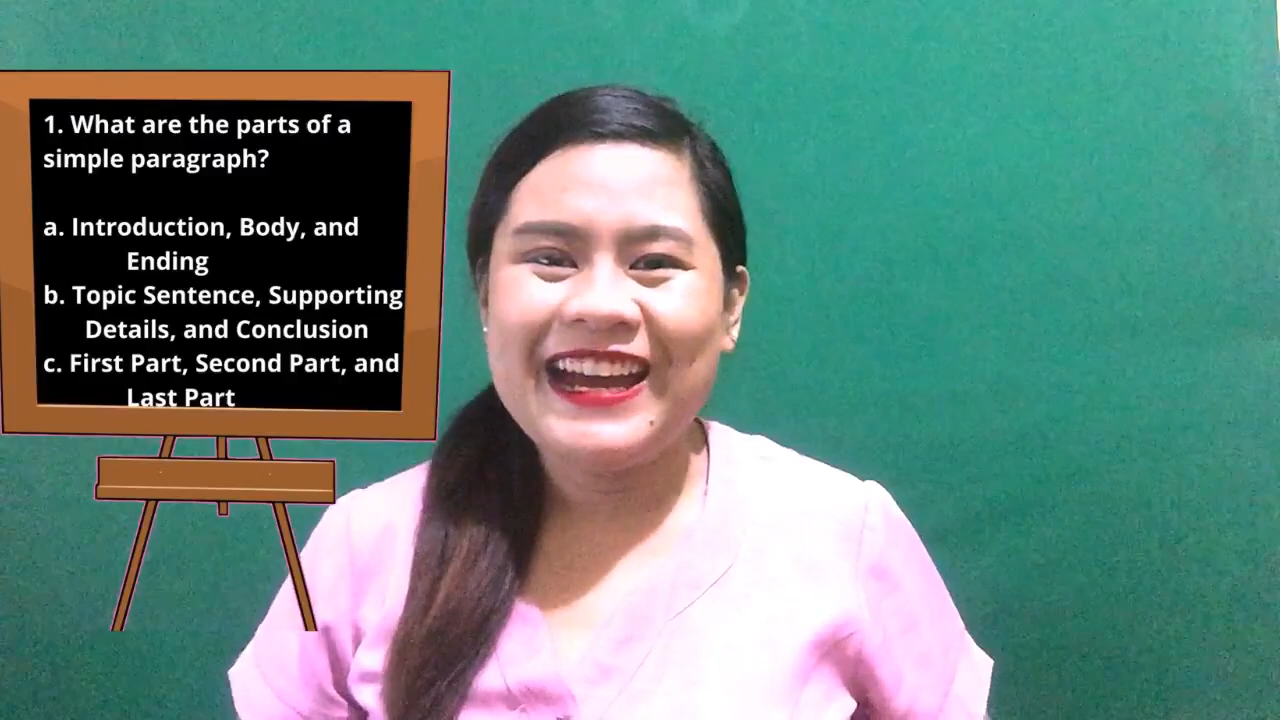 1. What are the parts of a
simple paragraph?
a. Introduction, Body, and
Ending
b. Topic Sentence, Supporting
Details, and Conclusion
c. First Part, Second Part, and
Last Part